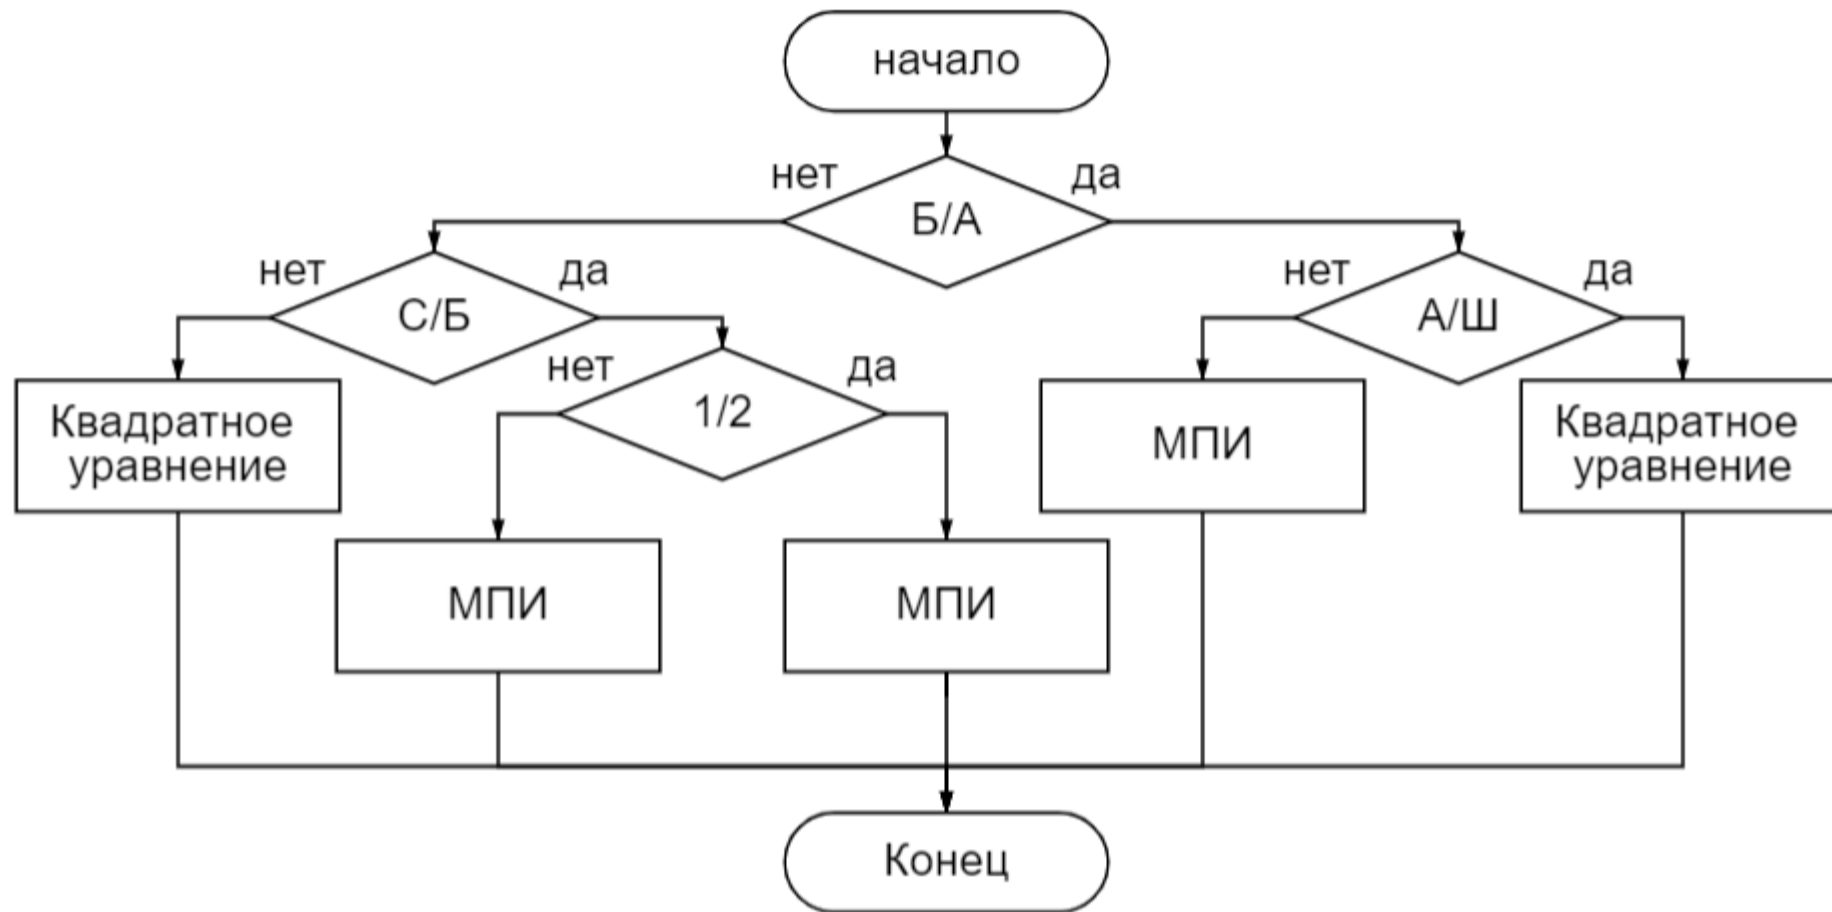 начало
нет
да
Б/А
нет
да
С/Б
нет
да
А/Ш
Квадратное
уравнение
нет
да
1/2
МПИ
Квадратное
уравнение
МПИ
МПИ
Конец